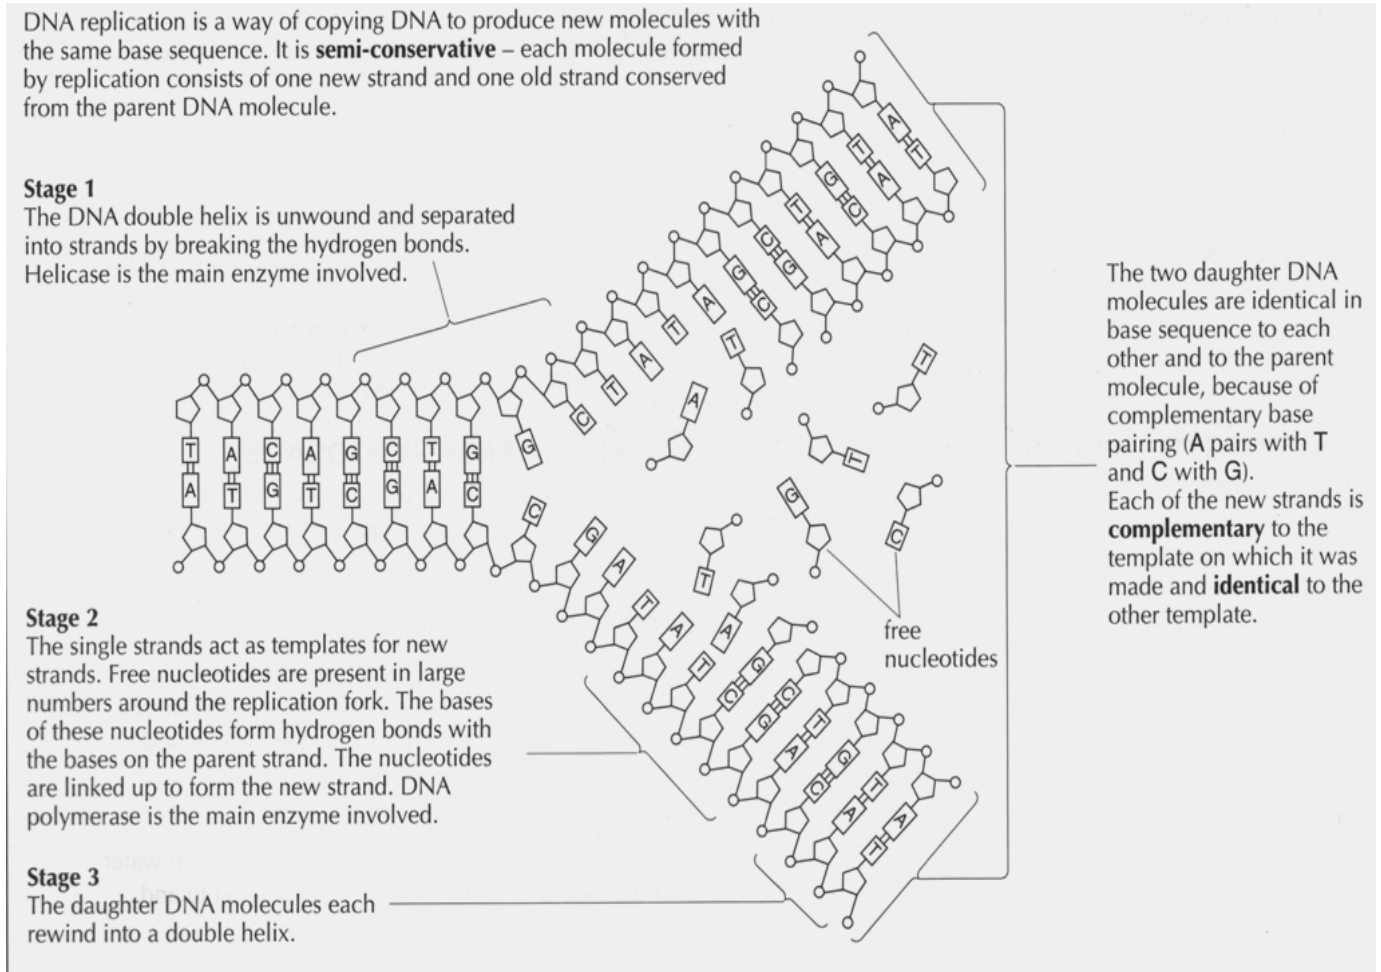 DNA replication is a way of copying DNA to produce new molecules with
the same base sequence. It is semi-conservative – each molecule formed
by replication consists of one new strand and one old strand conserved
from the parent DNA molecule.
Stage 1
The DNA double helix is unwound and separated
into strands by breaking the hydrogen bonds.
Helicase is the main enzyme involved.
A T
T A
G C
T A
C G
G C
A T
T
A
T
C
G
T A C A G C T G
A T G T C G A C
C
G
A
T
A T
T A
C G
G C
A T
C G
A T
T A
A
T
T
G
C
free
nucleotides
The two daughter DNA
molecules are identical in
base sequence to each
other and to the parent
molecule, because of
complementary base
pairing (A pairs with T
and C with G).
Each of the new strands is
complementary to the
template on which it was
made and identical to the
other template.
Stage 2
The single strands act as templates for new
strands. Free nucleotides are present in large
numbers around the replication fork. The bases
of these nucleotides form hydrogen bonds with
the bases on the parent strand. The nucleotides
are linked up to form the new strand. DNA
polymerase is the main enzyme involved.
Stage 3
The daughter DNA molecules each
rewind into a double helix.